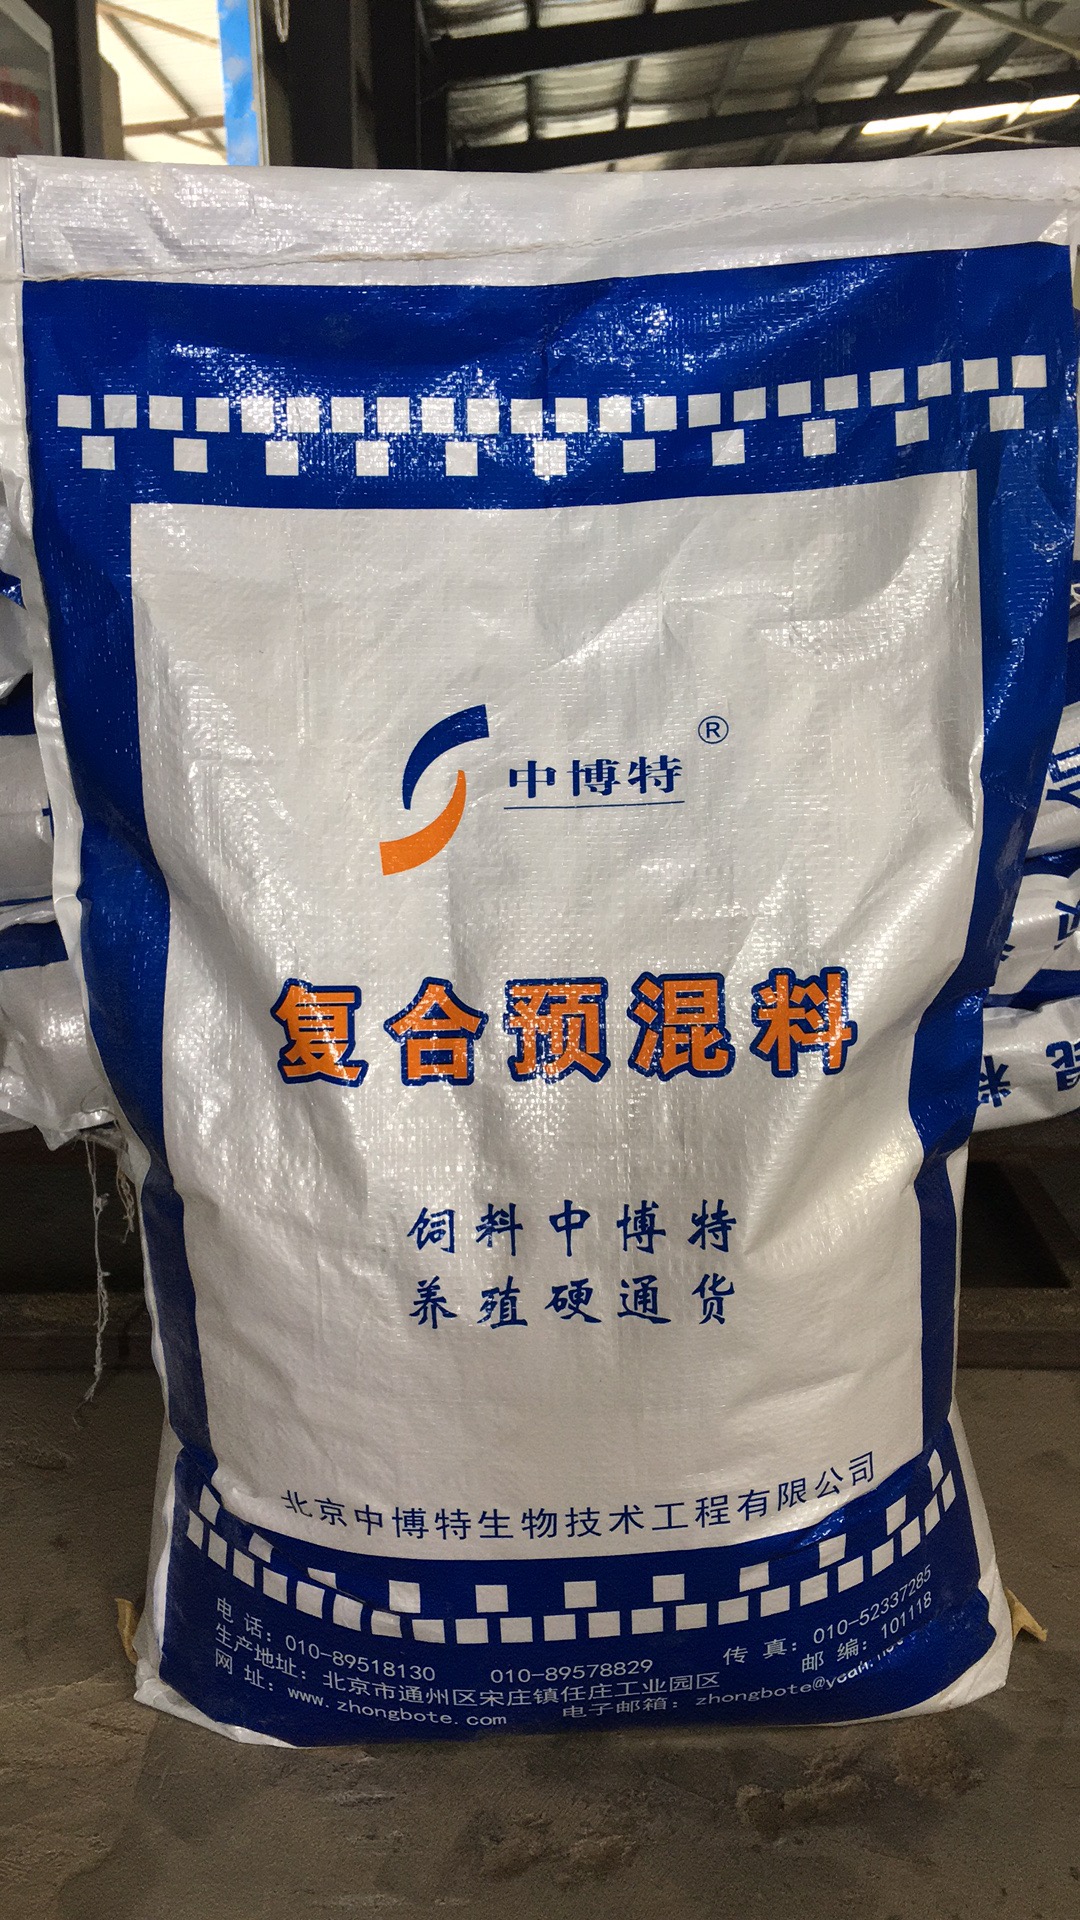 中博特®
复合预混料
饲料中博特
养殖硬通货
北京中博特生物技术工程有限公司
电话：010-89518130 010-89578829 传真：010-52337285
生产地址：北京市通州区宋庄镇任庄工业园区 邮编：101118
网址：www.zhongbote.com 电子邮箱：zhongbote@yeah.